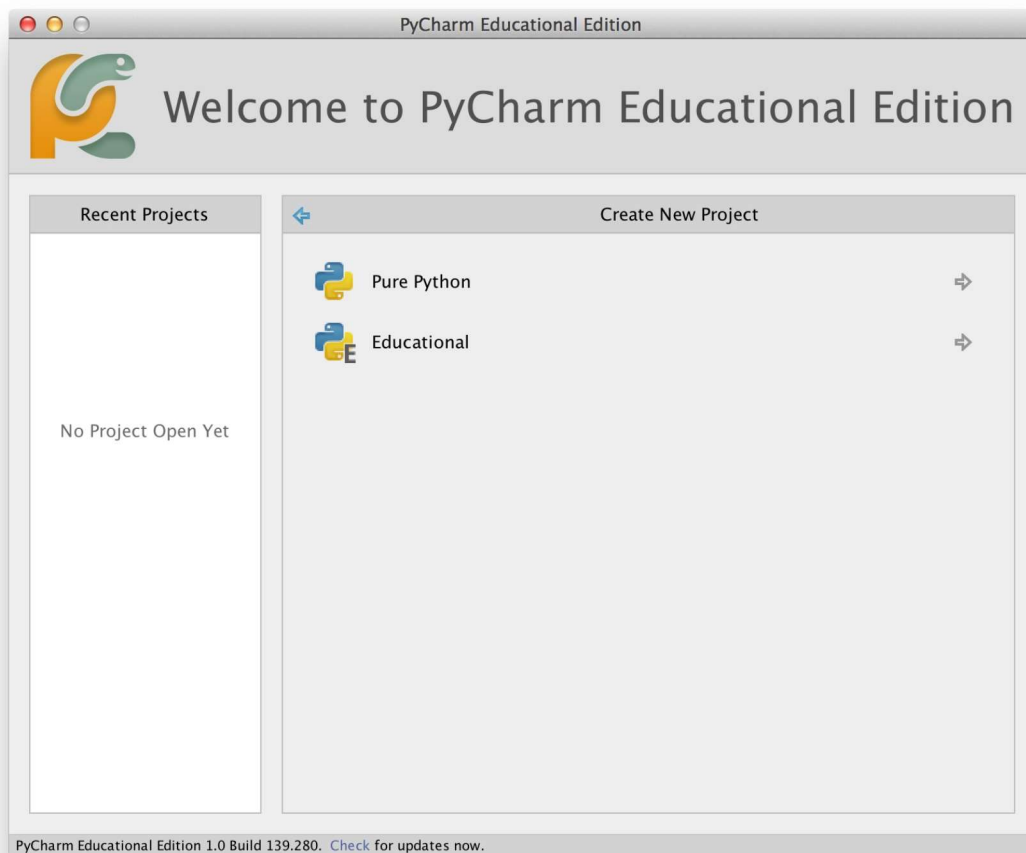 PyCharm Educational Edition
Welcome to PyCharm Educational Edition
Recent Projects
No Project Open Yet
Create New Project
Pure Python
E
Educational
PyCharm Educational Edition 1.0 Build 139.280. Check for updates now.